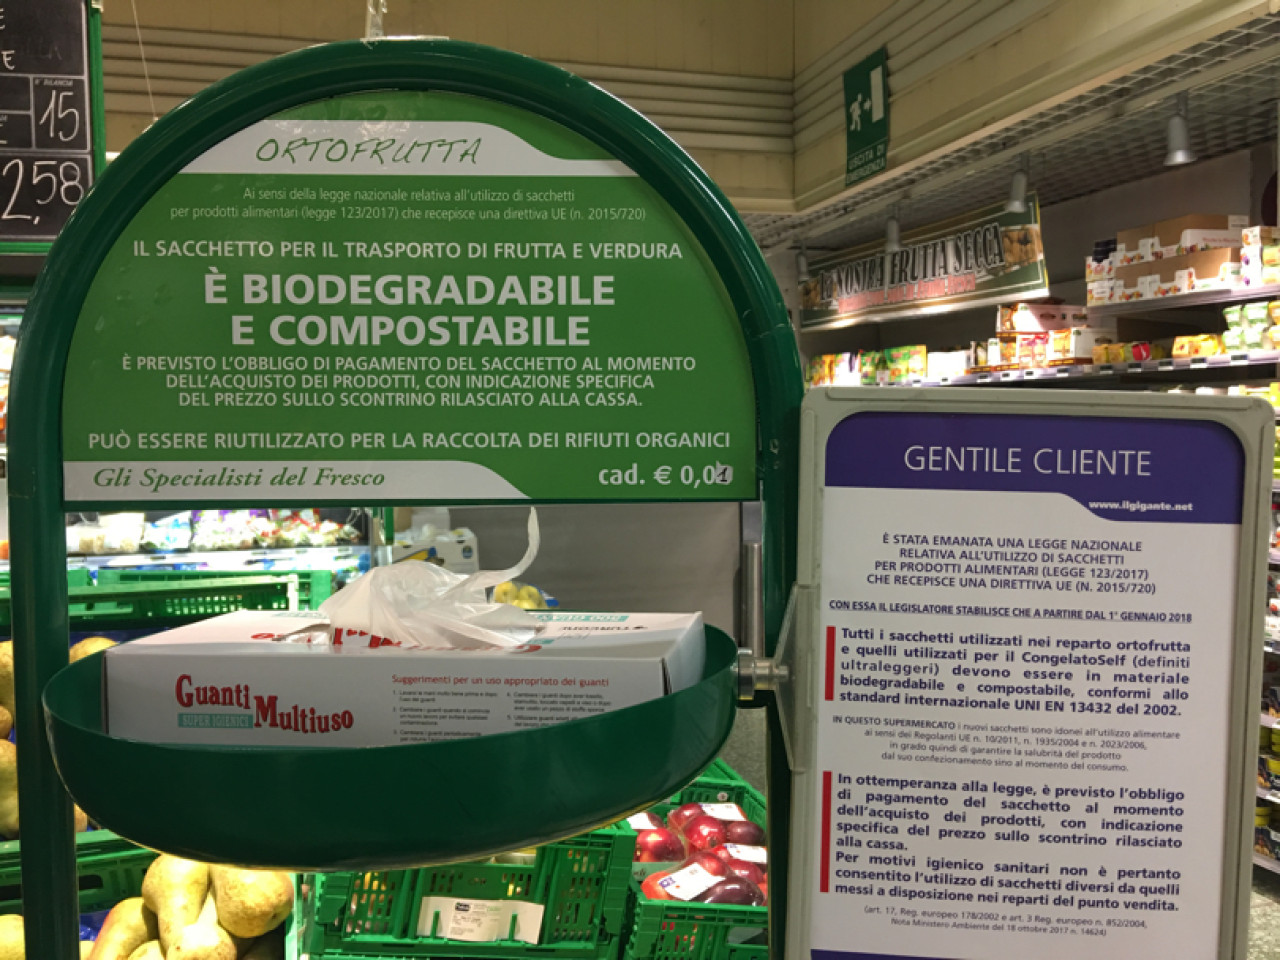 N° BILANCIA
15
2,58
USCITA DI
EMERGENZA
LA NOSTRA FRUTTA SECCA
ORTOFRUTTA
Ai sensi della legge nazionale relativa all'utilizzo di sacchetti
per prodotti alimentari (legge 123/2017) che recepisce una direttiva UE (n. 2015/720)
IL SACCHETTO PER IL TRASPORTO DI FRUTTA E VERDURA
È BIODEGRADABILE
E COMPOSTABILE
È PREVISTO L'OBBLIGO DI PAGAMENTO DEL SACCHETTO AL MOMENTO
DELL'ACQUISTO DEI PRODOTTI, CON INDICAZIONE SPECIFICA
DEL PREZZO SULLO SCONTRINO RILASCIATO ALLA CASSA.
PUÒ ESSERE RIUTILIZZATO PER LA RACCOLTA DEI RIFIUTI ORGANICI
Gli Specialisti del Fresco
cad. € 0,01
Guanti
SUPER IGIENICI
Multiuso
Suggerimenti per un uso appropriato dei guanti
GENTILE CLIENTE
www.ilgigante.net
È STATA EMANATA UNA LEGGE NAZIONALE
RELATIVA ALL'UTILIZZO DI SACCHETTI
PER PRODOTTI ALIMENTARI (LEGGE 123/2017)
CHE RECEPISCE UNA DIRETTIVA UE (N. 2015/720)
CON ESSA IL LEGISLATORE STABILISCE CHE A PARTIRE DAL 1° GENNAIO 2018
Tutti i sacchetti utilizzati nei reparto ortofrutta
e quelli utilizzati per il CongelatoSelf (definiti
ultraleggeri) devono essere in materiale
biodegradabile e compostabile, conformi allo
standard internazionale UNI EN 13432 del 2002.
IN QUESTO SUPERMERCATO i nuovi sacchetti sono idonei all'utilizzo alimentare
ai sensi dei Regolanti UE n. 10/2011, n. 1935/2004 e n. 2023/2006,
in grado quindi di garantire la salubrità del prodotto
dal suo confezionamento sino al momento del consumo.
In ottemperanza alla legge, è previsto l'obbligo
di pagamento del sacchetto al momento
dell'acquisto dei prodotti, con indicazione
specifica del prezzo sullo scontrino rilasciato
alla cassa.
Per motivi igienico sanitari non è pertanto
consentito l'utilizzo di sacchetti diversi da quelli
messi a disposizione nei reparti del punto vendita.
(art. 17, Reg. europeo 178/2002 e art. 3 Reg. europeo n. 852/2004,
Nota Ministero Ambiente del 18 ottobre 2017 n. 14624)